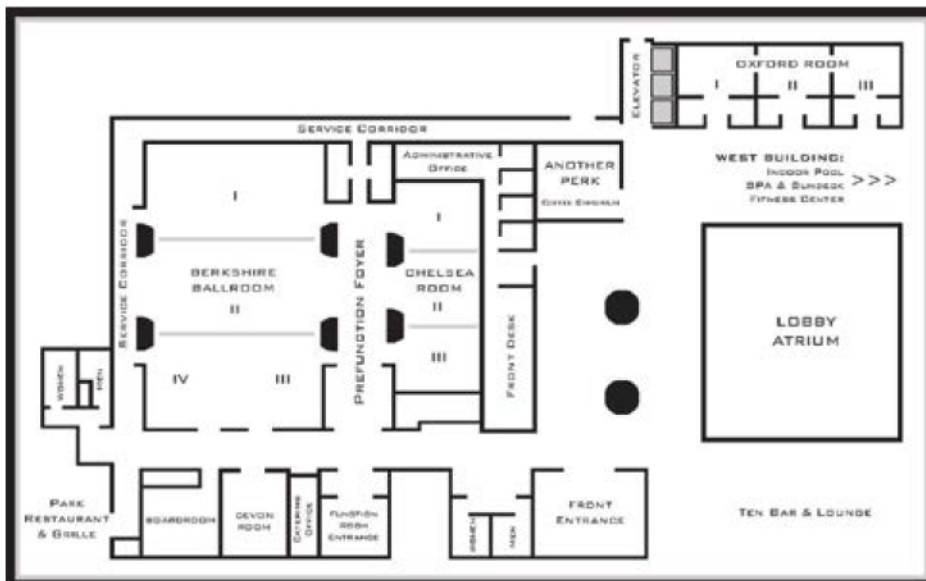 OXFORD ROOM
I
II
III
ELEVATOR
SERVICE CORRIDOR
ADMINISTRATIVE
OFFICE
ANOTHER
PERK
COFFEE EMPORIUM
WEST BUILDING:
INDOOR POOL
SPA & SUNDECK
FITNESS CENTER
>>>
SERVICE CORRIDOR
I
BERKSHIRE
BALLROOM
II
IV
III
PREFUNCTION FOYER
I
CHELSEA
ROOM
II
III
FRONT DESK
LOBBY
ATRIUM
WOMEN
MEN
PARK
RESTAURANT
& GRILLE
BOARDROOM
DEVON
ROOM
CATERING
OFFICE
FUNCTION
ROOM
ENTRANCE
WOMEN
MEN
FRONT
ENTRANCE
TEN BAR & LOUNGE